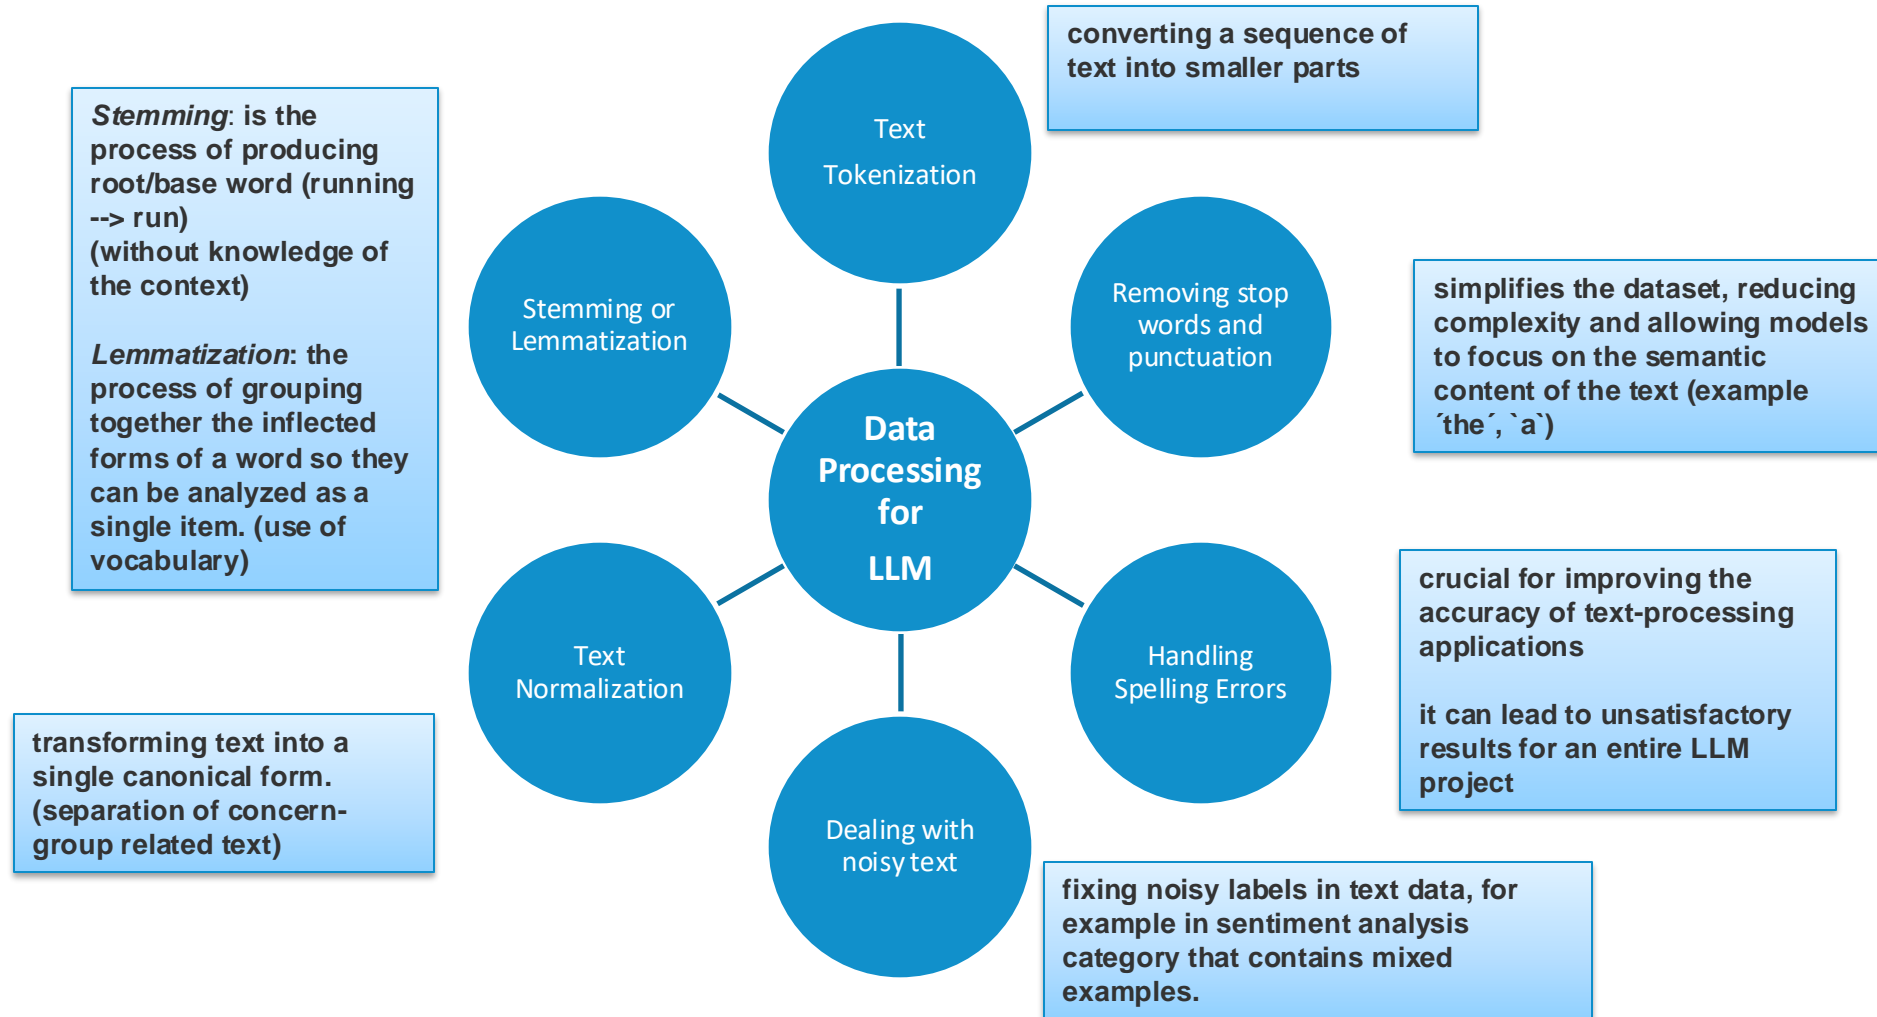 converting a sequence of
text into smaller parts
Text
Tokenization
Stemming: is the
process of producing
root/base word (running
--> run)
(without knowledge of
the context)
Lemmatization: the
process of grouping
together the inflected
forms of a word so they
can be analyzed as a
single item. (use of
vocabulary)
Stemming or
Lemmatization
Removing stop
words and
punctuation
simplifies the dataset, reducing
complexity and allowing models
to focus on the semantic
content of the text (example
´the´, `a`)
Data
Processing
for
LLM
Text
Normalization
transforming text into a
single canonical form.
(separation of concern-
group related text)
Handling
Spelling Errors
crucial for improving the
accuracy of text-processing
applications
it can lead to unsatisfactory
results for an entire LLM
project
Dealing with
noisy text
fixing noisy labels in text data, for
example in sentiment analysis
category that contains mixed
examples.